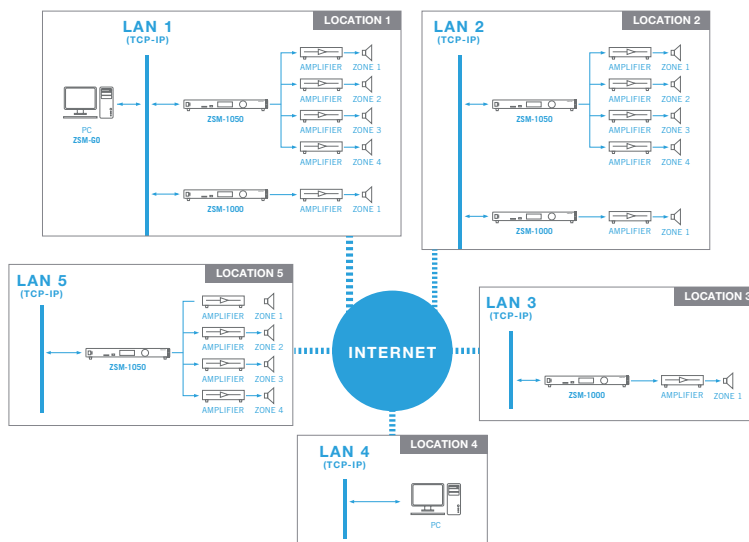 LOCATION 1
LAN 1
(TCP-IP)
AMPLIFIER ZONE 1
AMPLIFIER ZONE 2
PC
ZSM-60
ZSM-1050
AMPLIFIER ZONE 3
AMPLIFIER ZONE 4
ZSM-1000
AMPLIFIER ZONE 1
LOCATION 2
LAN 2
(TCP-IP)
AMPLIFIER ZONE 1
AMPLIFIER ZONE 2
ZSM-1050
AMPLIFIER ZONE 3
AMPLIFIER ZONE 4
ZSM-1000
AMPLIFIER ZONE 1
LOCATION 5
LAN 5
(TCP-IP)
AMPLIFIER ZONE 1
AMPLIFIER ZONE 2
ZSM-1050
AMPLIFIER ZONE 3
AMPLIFIER ZONE 4
INTERNET
LOCATION 3
LAN 3
(TCP-IP)
ZSM-1000
AMPLIFIER ZONE 1
LOCATION 4
LAN 4
(TCP-IP)
PC